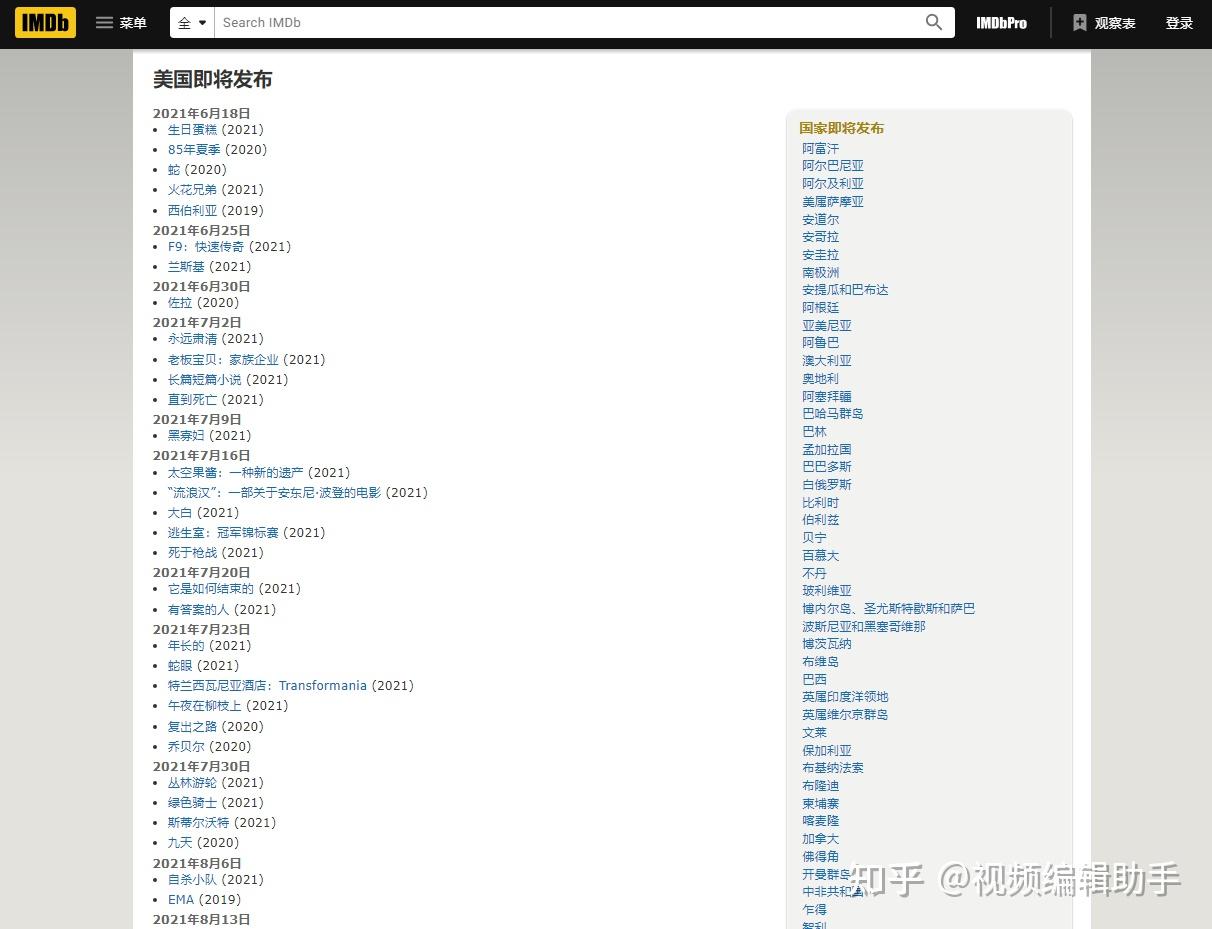 IMDb 菜单 全 Search IMDb IMDbPro 观察表 登录
美国即将发布
2021年6月18日
生日蛋糕 (2021)
85年夏季 (2020)
蛇 (2020)
火花兄弟 (2021)
西伯利亚 (2019)
2021年6月25日
F9：快速传奇 (2021)
兰斯基 (2021)
2021年6月30日
佐拉 (2020)
2021年7月2日
永远肃清 (2021)
老板宝贝：家族企业 (2021)
长篇短篇小说 (2021)
直到死亡 (2021)
2021年7月9日
黑寡妇 (2021)
2021年7月16日
太空果酱：一种新的遗产 (2021)
“流浪汉”：一部关于安东尼·波登的电影 (2021)
大白 (2021)
逃生室：冠军锦标赛 (2021)
死于枪战 (2021)
2021年7月20日
它是如何结束的 (2021)
有答案的人 (2021)
2021年7月23日
年长的 (2021)
蛇眼 (2021)
特兰西瓦尼亚酒店：Transformania (2021)
午夜在柳枝上 (2021)
复出之路 (2020)
乔贝尔 (2020)
2021年7月30日
丛林游轮 (2021)
绿色骑士 (2021)
斯蒂尔沃特 (2021)
九天 (2020)
2021年8月6日
自杀小队 (2021)
EMA (2019)
2021年8月13日
国家即将发布
阿富汗
阿尔巴尼亚
阿尔及利亚
美属萨摩亚
安道尔
安哥拉
安圭拉
南极洲
安提瓜和巴布达
阿根廷
亚美尼亚
阿鲁巴
澳大利亚
奥地利
阿塞拜疆
巴哈马群岛
巴林
孟加拉国
巴巴多斯
白俄罗斯
比利时
伯利兹
贝宁
百慕大
不丹
玻利维亚
博内尔岛、圣尤斯特歇斯和萨巴
波斯尼亚和黑塞哥维那
博茨瓦纳
布维岛
巴西
英属印度洋领地
英属维尔京群岛
文莱
保加利亚
布基纳法索
布隆迪
柬埔寨
喀麦隆
加拿大
佛得角
开曼群岛
中非共和国
乍得
智利
知乎 @视频编辑助手